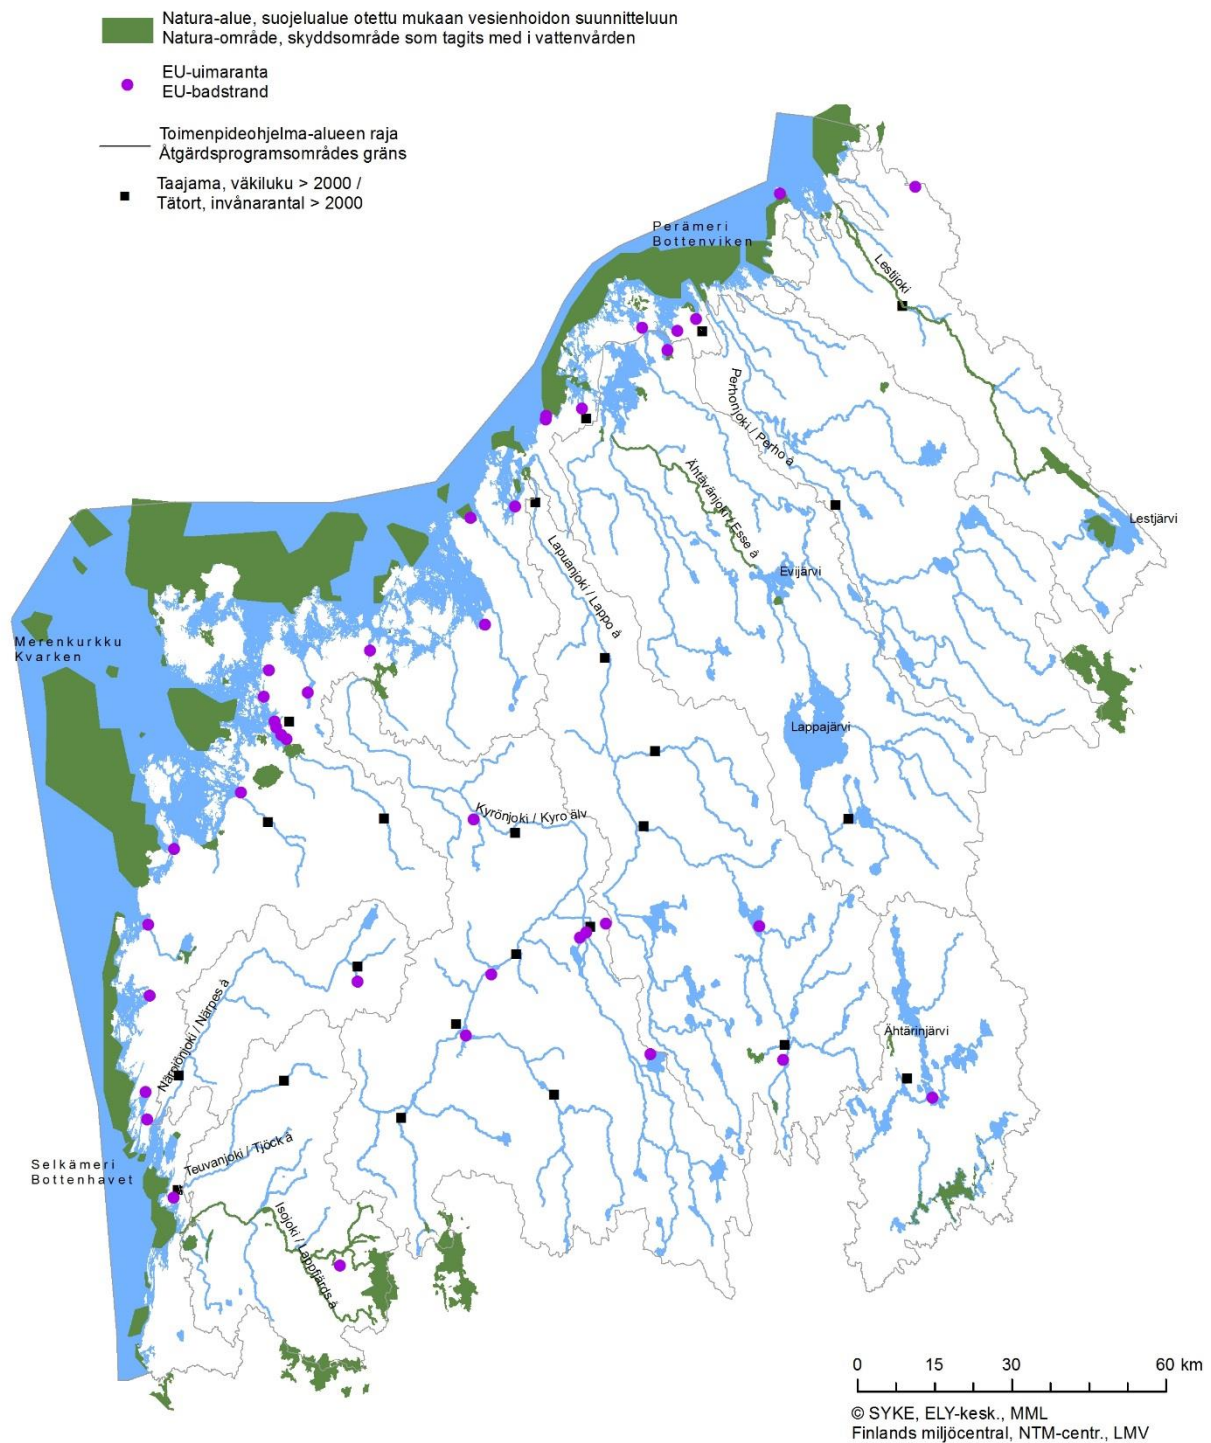 Natura-alue, suojelualue otettu mukaan vesienhoidon suunnitteluun
Natura-område, skyddsområde som tagits med i vattenvården
EU-uimaranta
EU-badstrand
Toimenpideohjelma-alueen raja
Åtgärdsprogramsområdes gräns
Taajama, väkiluku > 2000 /
Tätort, invånarantal > 2000
Perämeri
Bottenviken
Lestijoki
Perhonjoki / Perho å
Ähtävänjoki / Esse å
Lestjärvi
Lapuanjoki / Lappo å
Evijärvi
Merenkurkku
Kvarken
Lappajärvi
Kyrönjoki / Kyro älv
Närpiönjoki / Närpes å
Ähtärinjärvi
Teuvanjoki / Tjöck å
Selkämeri
Bottenhavet
Isojoki / Lappfjärds å
0 15 30 60 km
© SYKE, ELY-kesk., MML
Finlands miljöcentral, NTM-centr., LMV